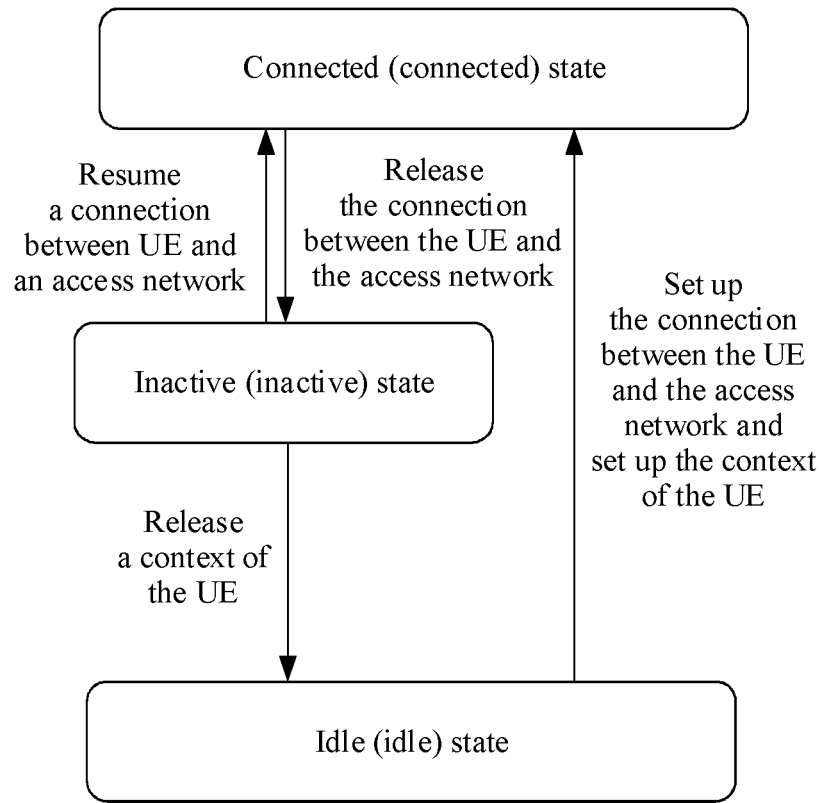 Connected (connected) state
Resume
a connection
between UE and
an access network
Release
the connection
between the UE and
the access network
Set up
the connection
between the UE
and the access
network and
set up the context
of the UE
Inactive (inactive) state
Release
a context of
the UE
Idle (idle) state